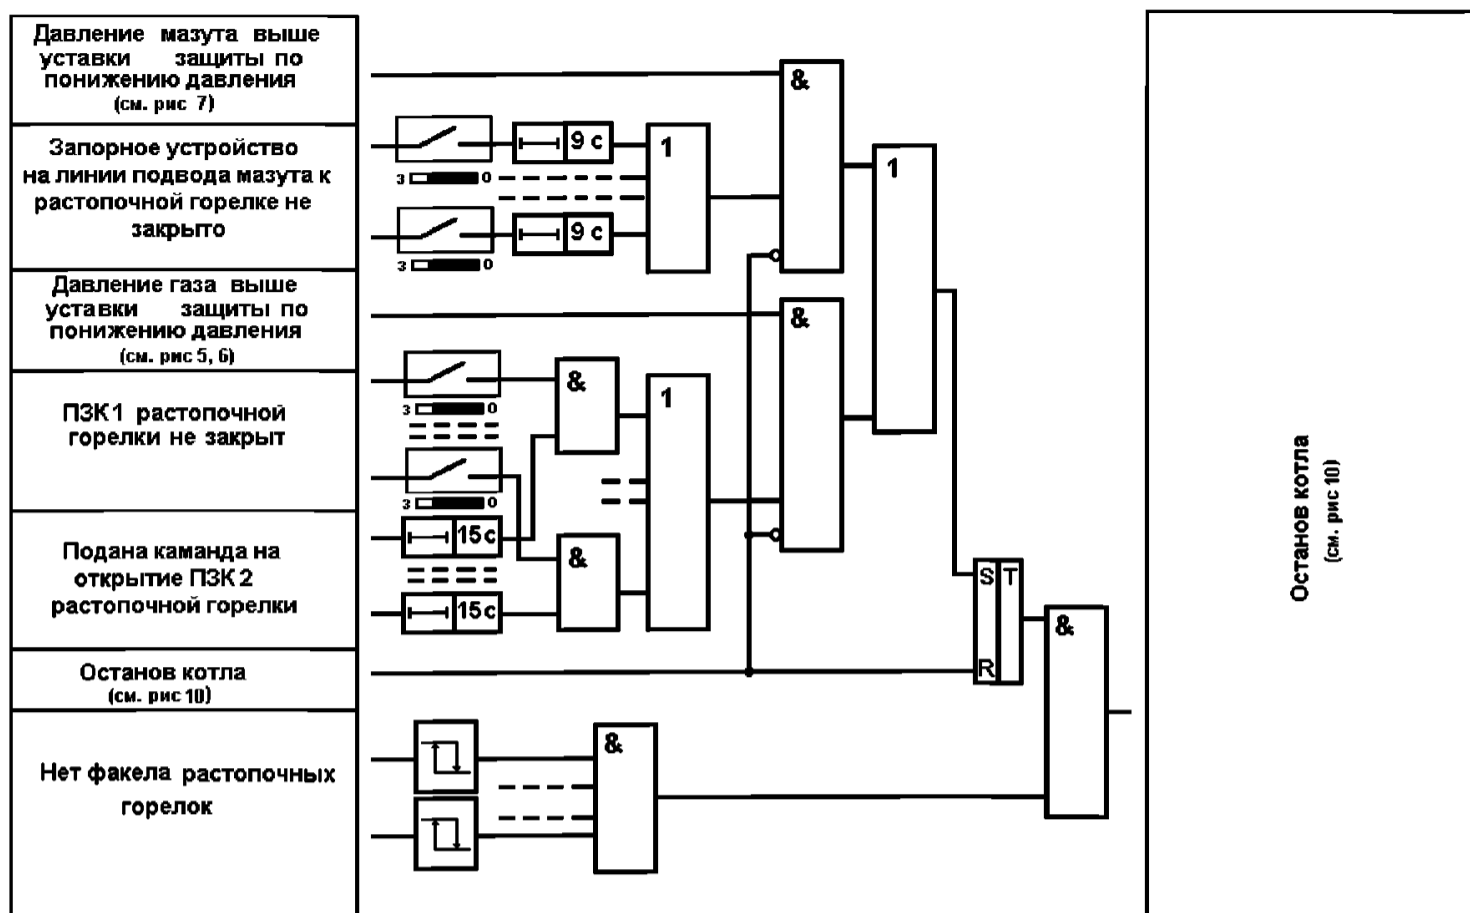 Давление мазута выше
уставки защиты по
понижению давления
(см. рис 7)
Запорное устройство
на линии подвода мазута к
растопочной горелке не
закрыто
Давление газа выше
уставки защиты по
понижению давления
(см. рис 5, 6)
ПЗК1 растопочной
горелки не закрыт
Подана каманда на
открытие ПЗК 2
растопочной горелки
Останов котла
(см. рис 10)
Нет факела растопочных
горелок
&
9 с
1
З О
9 с
З О
1
&
&
1
З О
З О
15 с
&
15 с
S T
R
&
&
Останов котла
(см. рис 10)